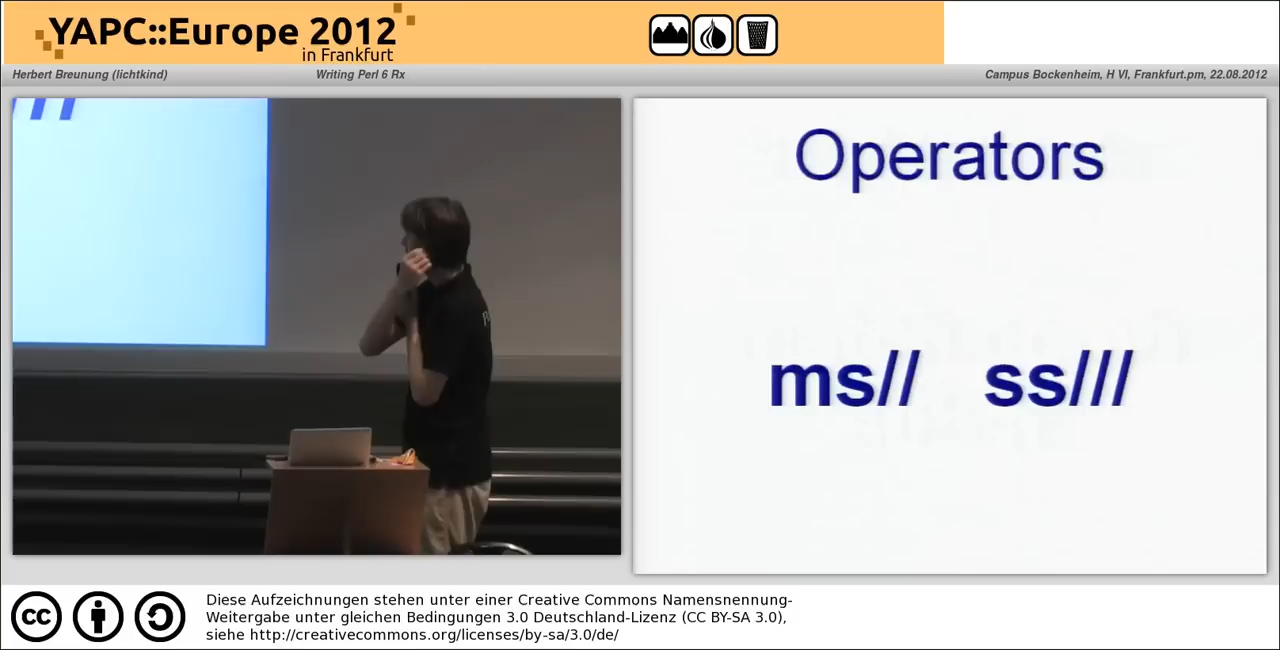 YAPC::Europe 2012
in Frankfurt
Herbert Breunung (lichtkind)
Writing Perl 6 Rx
Campus Bockenheim, H VI, Frankfurt.pm, 22.08.2012
Operators
ms// ss///
cc
Diese Aufzeichnungen stehen unter einer Creative Commons Namensnennung-
Weitergabe unter gleichen Bedingungen 3.0 Deutschland-Lizenz (CC BY-SA 3.0),
siehe http://creativecommons.org/licenses/by-sa/3.0/de/